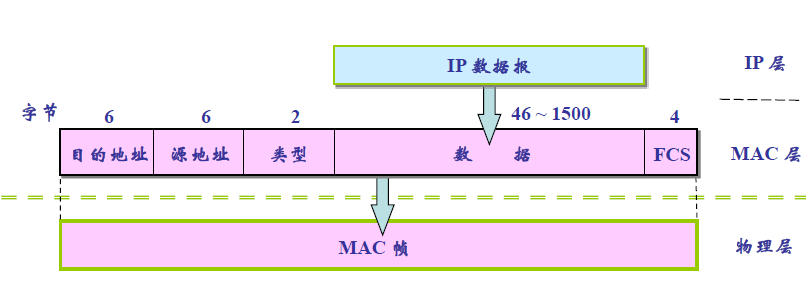 IP 数据报
IP 层
字节
6
6
2
46 ~ 1500
4
目的地址
源地址
类型
数 据
FCS
MAC 层
MAC 帧
物理层